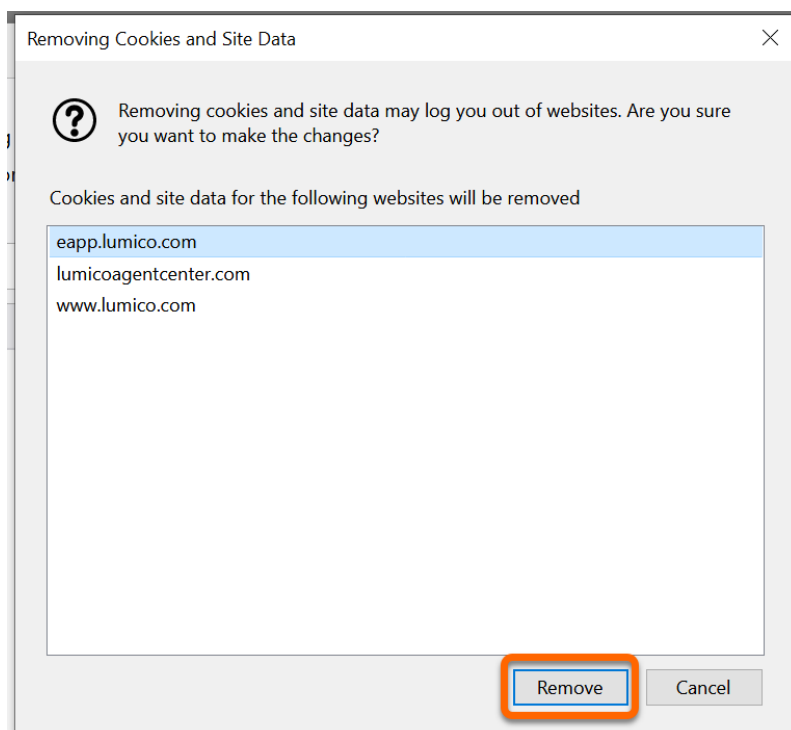 Removing Cookies and Site Data
Removing cookies and site data may log you out of websites. Are you sure
you want to make the changes?
Cookies and site data for the following websites will be removed
eapp.lumico.com
lumicoagentcenter.com
www.lumico.com
Remove
Cancel